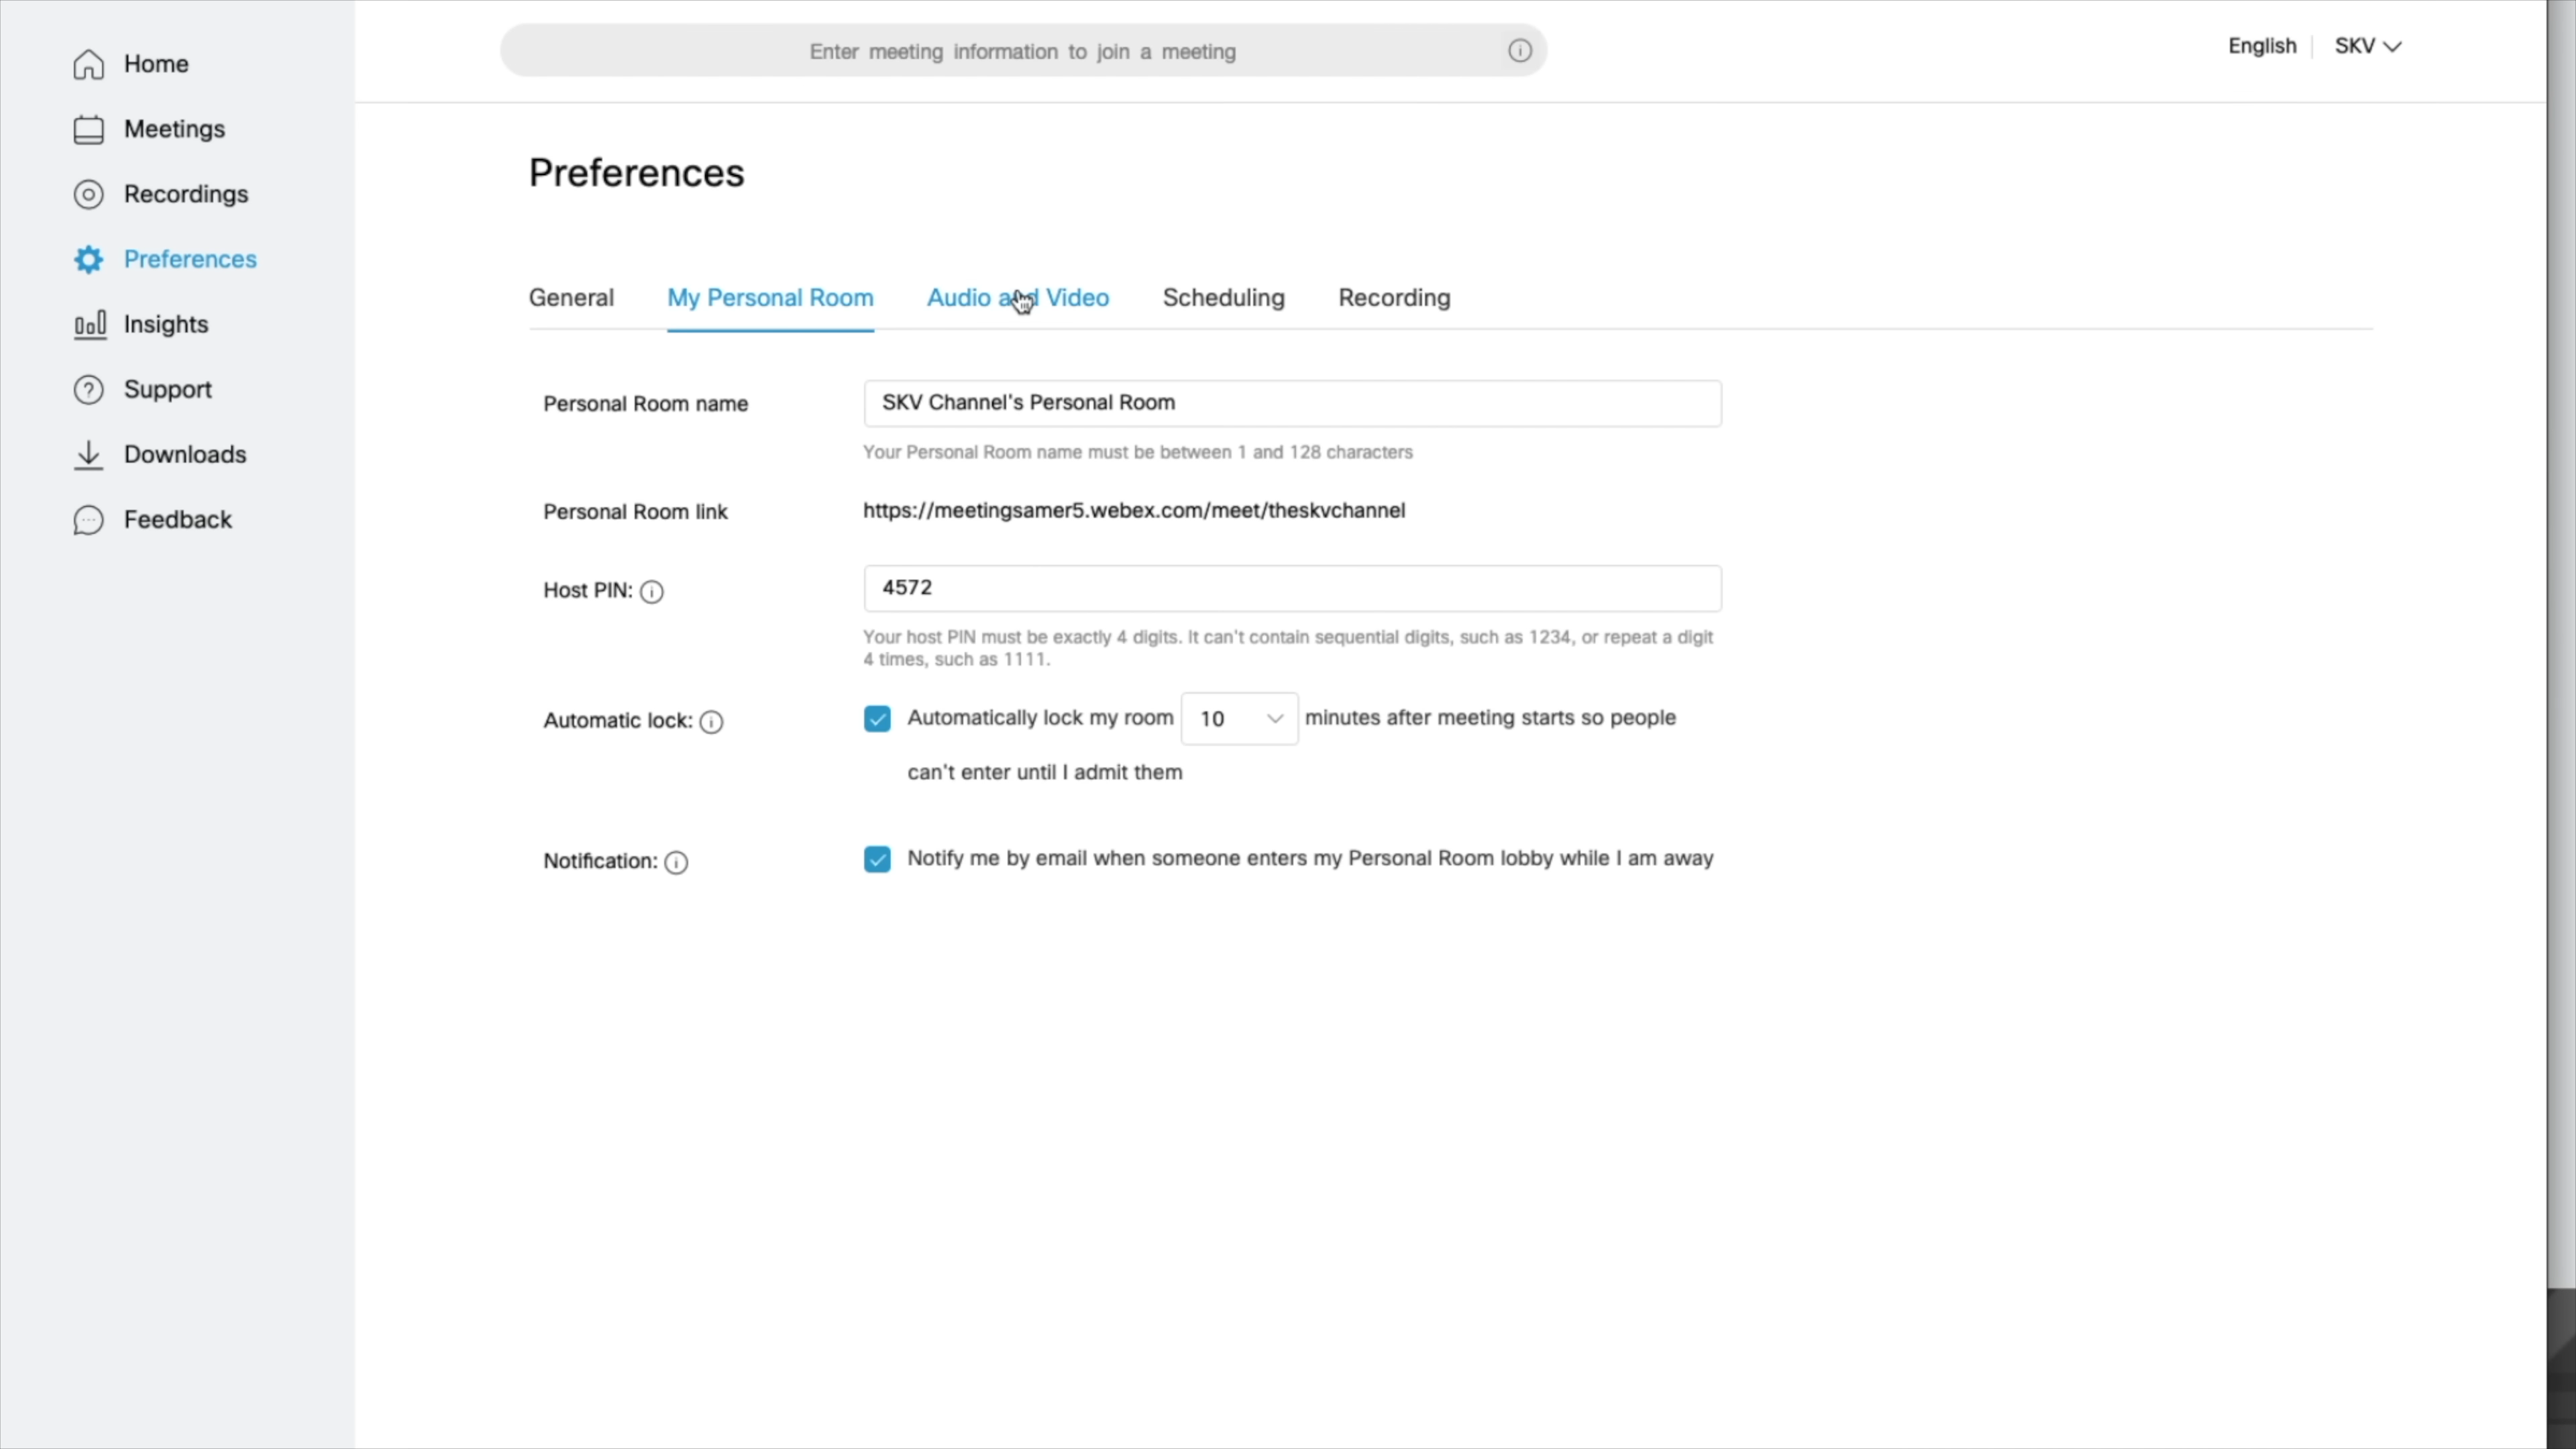 Home
Meetings
Recordings
Preferences
Insights
Support
Downloads
Feedback
Enter meeting information to join a meeting
English
SKV
Preferences
General
My Personal Room
Audio and Video
Scheduling
Recording
Personal Room name
SKV Channel's Personal Room
Your Personal Room name must be between 1 and 128 characters
Personal Room link
https://meetingsamer5.webex.com/meet/theskvchannel
Host PIN:
4572
Your host PIN must be exactly 4 digits. It can't contain sequential digits, such as 1234, or repeat a digit
4 times, such as 1111.
Automatic lock:
Automatically lock my room 10 minutes after meeting starts so people
can't enter until I admit them
Notification:
Notify me by email when someone enters my Personal Room lobby while I am away